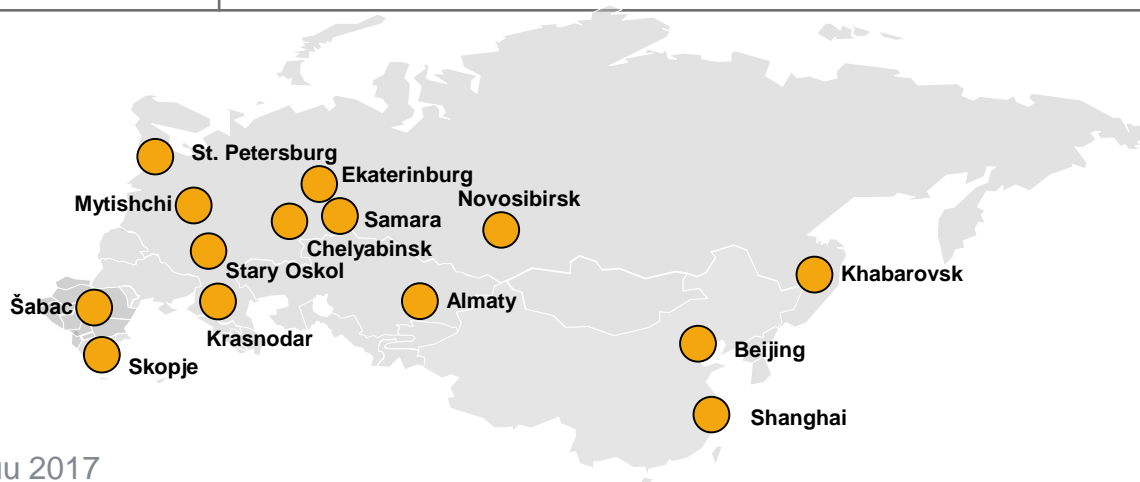 St. Petersburg
Ekaterinburg
Mytishchi
Novosibirsk
Samara
Chelyabinsk
Stary Oskol
Khabarovsk
Šabac
Almaty
Krasnodar
Beijing
Skopje
Shanghai
2017